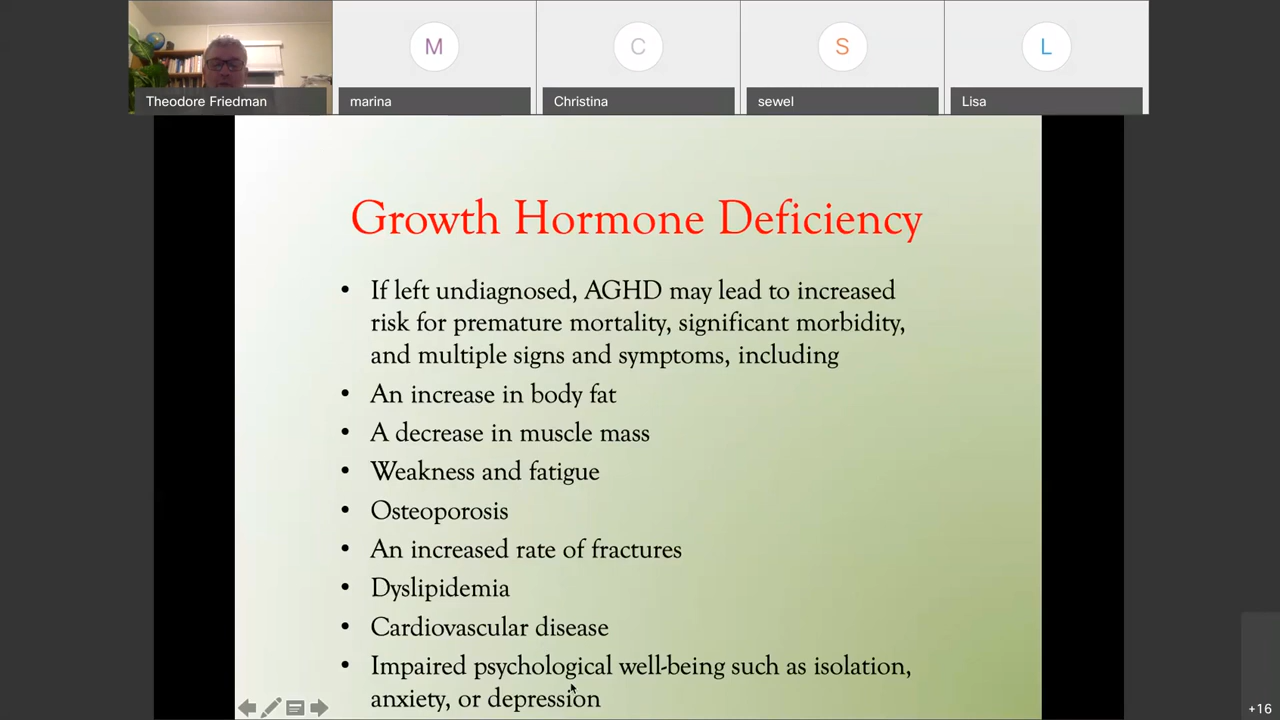 M
C
S
L
Theodore Friedman
marina
Christina
sewel
Lisa
Growth Hormone Deficiency
• If left undiagnosed, AGHD may lead to increased
risk for premature mortality, significant morbidity,
and multiple signs and symptoms, including
• An increase in body fat
• A decrease in muscle mass
• Weakness and fatigue
• Osteoporosis
• An increased rate of fractures
• Dyslipidemia
• Cardiovascular disease
• Impaired psychological well-being such as isolation,
anxiety, or depression
+16